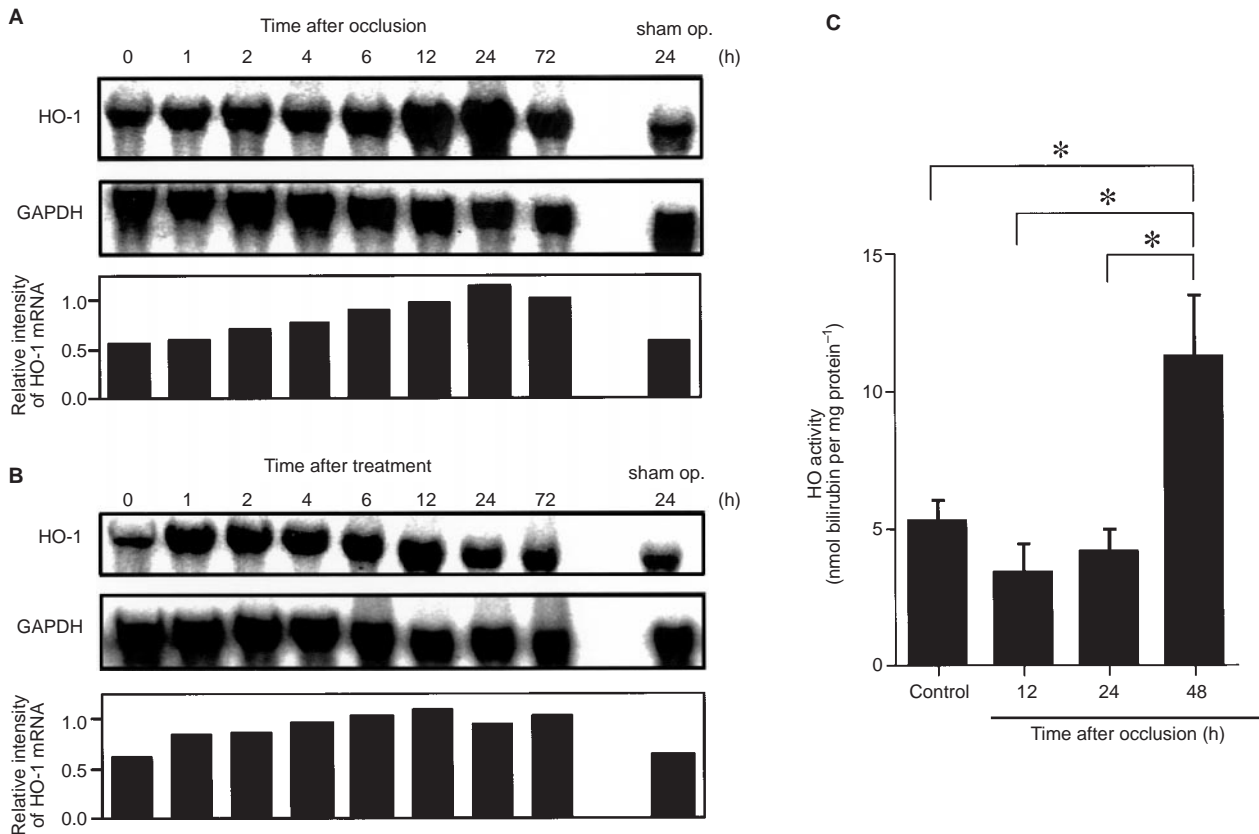 A
Time after occlusion
sham op.
0 1 2 4 6 12 24 72 24 (h)
HO-1
GAPDH
Relative intensity
of HO-1 mRNA
1.0
0.5
0.0
B
Time after treatment
sham op.
0 1 2 4 6 12 24 72 24 (h)
HO-1
GAPDH
Relative intensity
of HO-1 mRNA
1.0
0.5
0.0
C
*
*
*
HO activity
(nmol bilirubin per mg protein⁻¹)
15
10
5
0
Control 12 24 48
Time after occlusion (h)